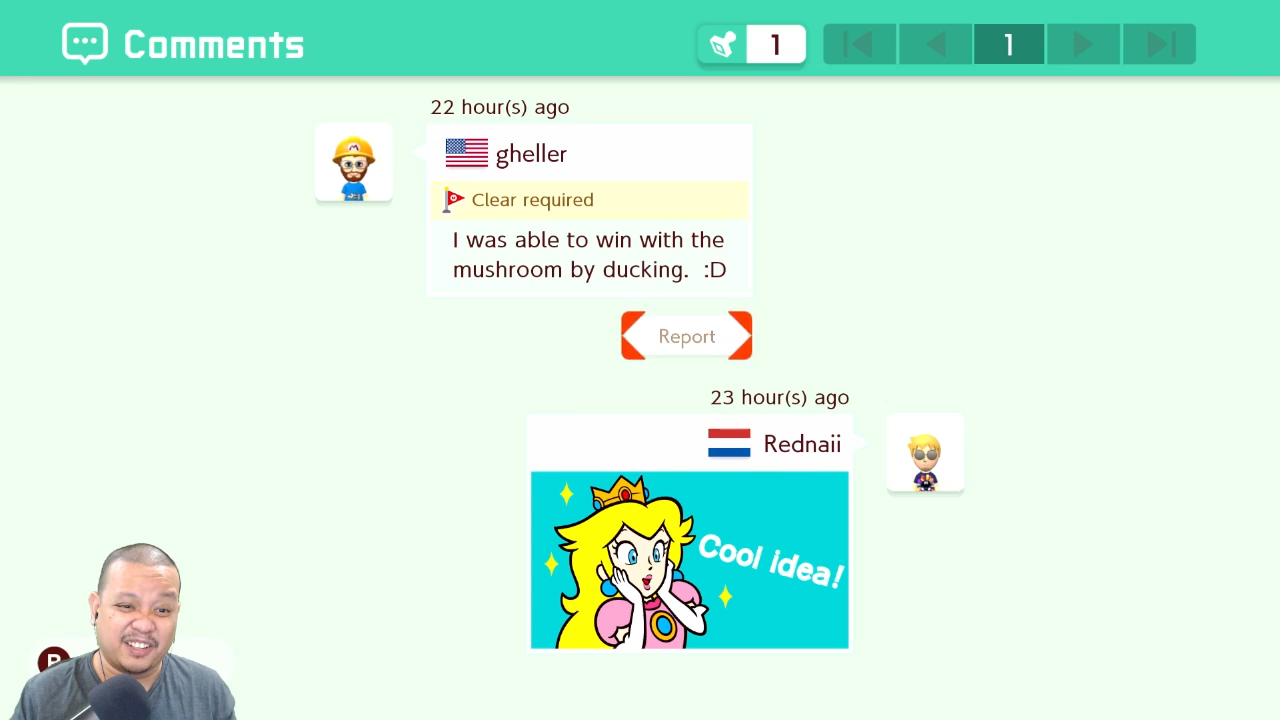 Comments
1
1
22 hour(s) ago
gheller
Clear required
I was able to win with the
mushroom by ducking. :D
Report
23 hour(s) ago
Rednaii
Cool idea!